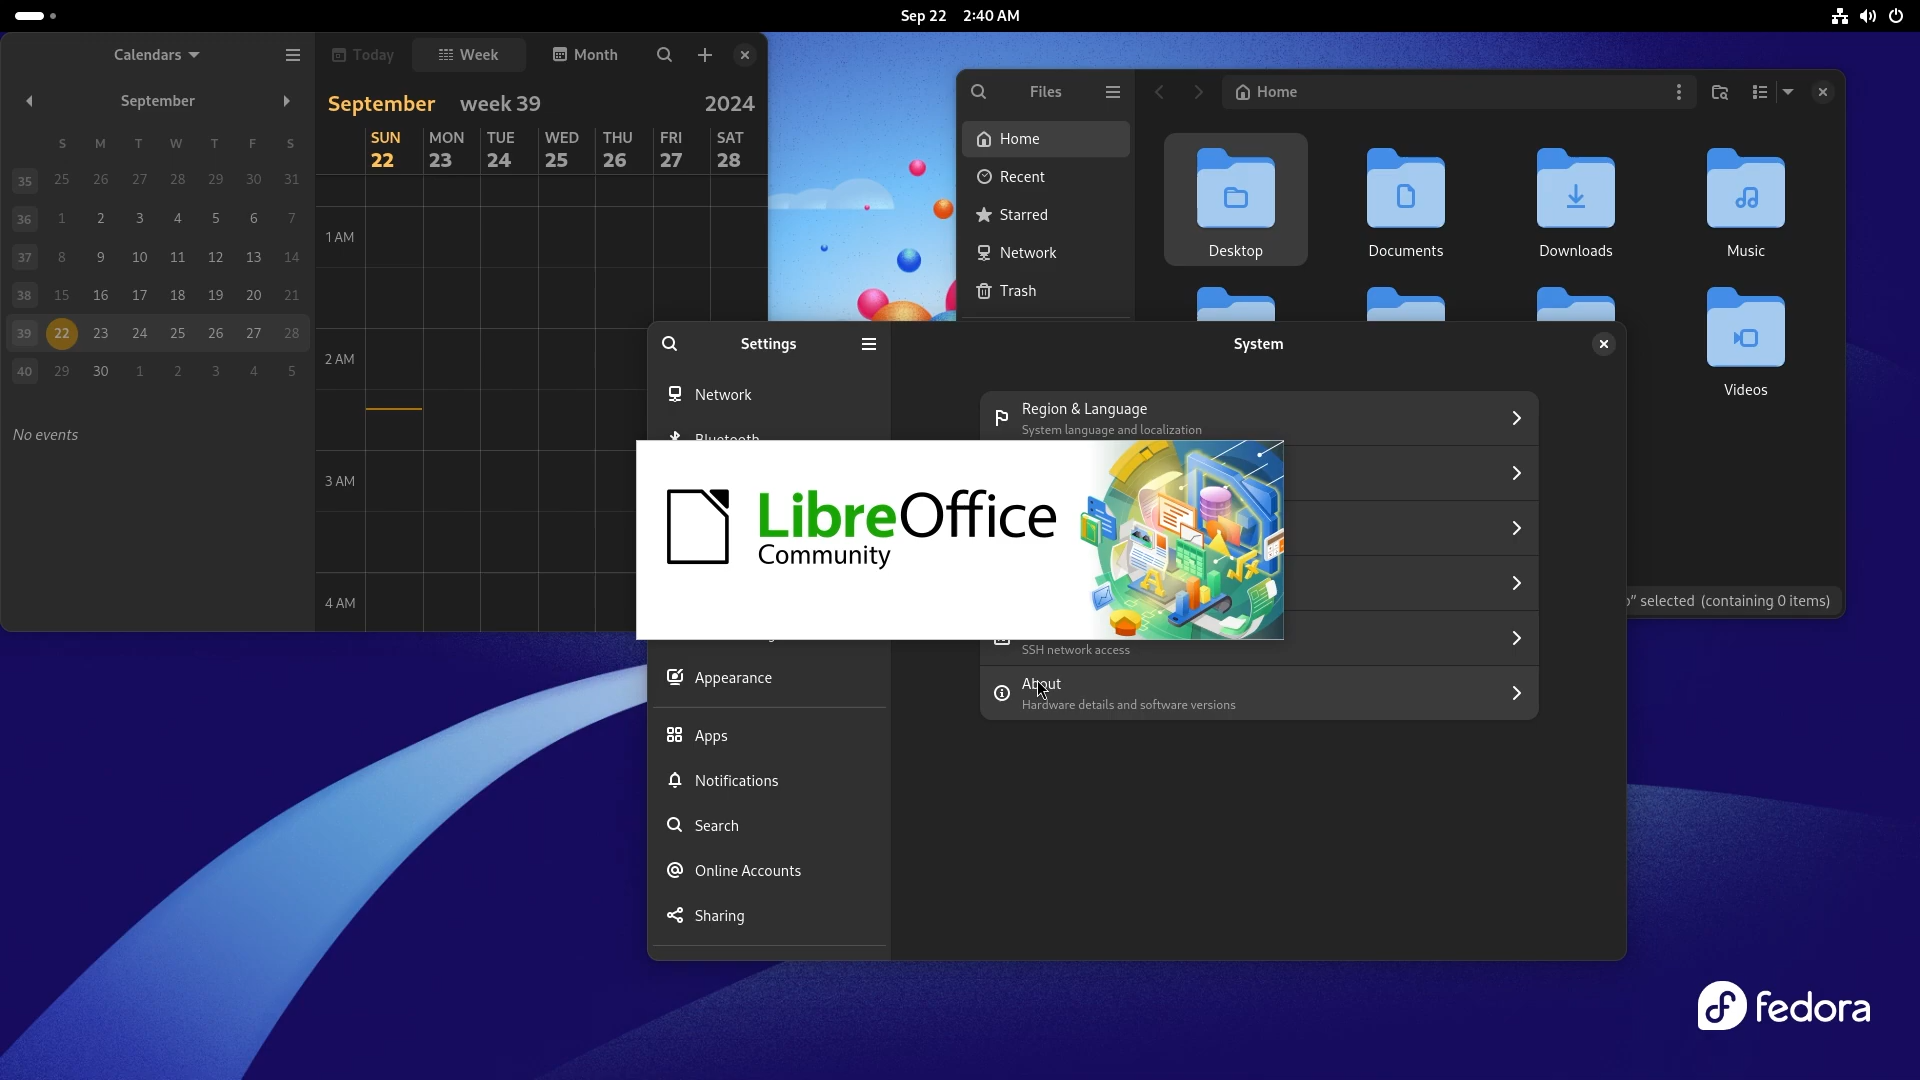 Sep 22 2:40 AM
Calendars
Today
Week
Month
September
September week 39 2024
S M T W T F S
35 25 26 27 28 29 30 31
36 1 2 3 4 5 6 7
37 8 9 10 11 12 13 14
38 15 16 17 18 19 20 21
39 22 23 24 25 26 27 28
40 29 30 1 2 3 4 5
No events
SUN MON TUE WED THU FRI SAT
22 23 24 25 26 27 28
1 AM
2 AM
3 AM
4 AM
Files
Home
Home
Recent
Starred
Network
Trash
Desktop
Documents
Downloads
Music
Videos
selected (containing 0 items)
Settings
System
Network
Bluetooth
Appearance
Apps
Notifications
Search
Online Accounts
Sharing
Region & Language
System language and localization
SSH network access
About
Hardware details and software versions
LibreOffice
Community
fedora